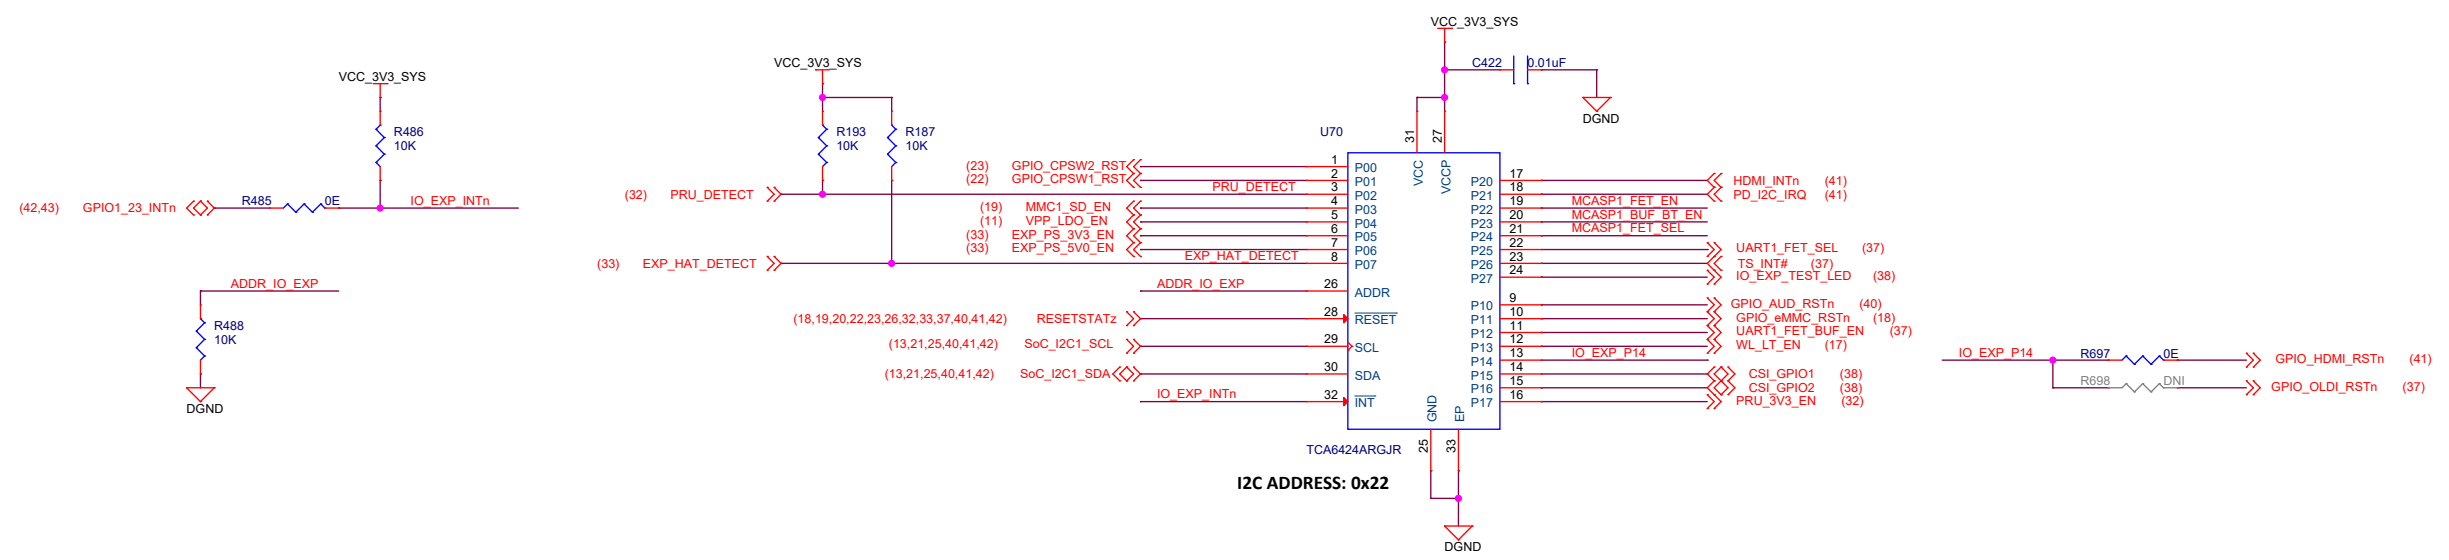 VCC_3V3_SYS
R486
10K
(42,43) GPIO1_23_INTn R485 0E IO_EXP_INTn
ADDR_IO_EXP
R488
10K
DGND
VCC_3V3_SYS
R193
10K
R187
10K
(32) PRU_DETECT
(33) EXP_HAT_DETECT
VCC_3V3_SYS
C422 0.01uF
DGND
U70
31 VCC
27 VCCP
(23) GPIO_CPSW2_RST 1 P00
(22) GPIO_CPSW1_RST 2 P01
PRU_DETECT 3 P02
(19) MMC1_SD_EN 4 P03
(11) VPP_LDO_EN 5 P04
(33) EXP_PS_3V3_EN 6 P05
(33) EXP_PS_5V0_EN 7 P06
EXP_HAT_DETECT 8 P07
ADDR_IO_EXP 26 ADDR
(18,19,20,22,23,26,32,33,37,40,41,42) RESETSTATz 28 RESET
(13,21,25,40,41,42) SoC_I2C1_SCL 29 SCL
(13,21,25,40,41,42) SoC_I2C1_SDA 30 SDA
IO_EXP_INTn 32 INT
P20 17 HDMI_INTn (41)
P21 18 PD_I2C_IRQ (41)
P22 19 MCASP1_FET_EN
P23 20 MCASP1_BUF_BT_EN
P24 21 MCASP1_FET_SEL
P25 22 UART1_FET_SEL (37)
P26 23 TS_INT# (37)
P27 24 IO_EXP_TEST_LED (38)
P10 9 GPIO_AUD_RSTn (40)
P11 10 GPIO_eMMC_RSTn (18)
P12 11 UART1_FET_BUF_EN (37)
P13 12 WL_LT_EN (17)
P14 13 IO_EXP_P14
P15 14 CSI_GPIO1 (38)
P16 15 CSI_GPIO2 (38)
P17 16 PRU_3V3_EN (32)
GND 25
EP 33
TCA6424ARGJR
I2C ADDRESS: 0x22
DGND
IO_EXP_P14 R697 0E GPIO_HDMI_RSTn (41)
R698 DNI GPIO_OLDI_RSTn (37)